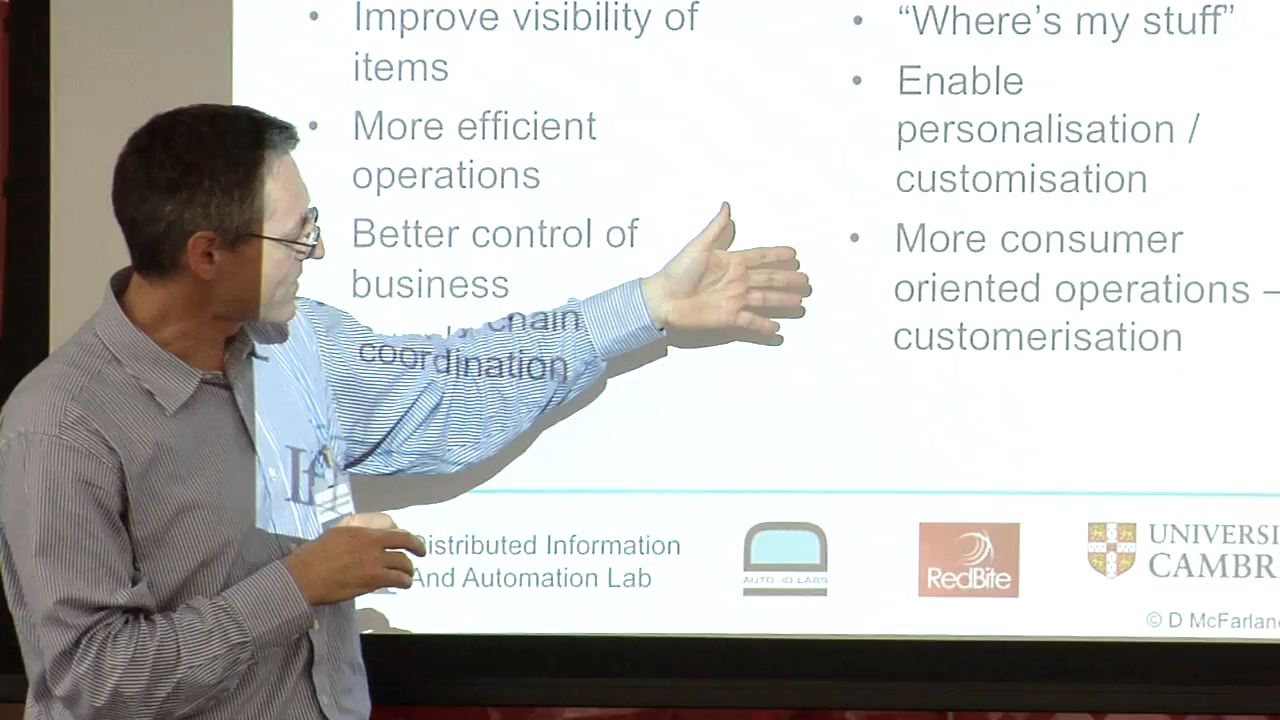 Improve visibility of
items
More efficient
operations
Better control of
business
chain
coordination
"Where's my stuff"
Enable
personalisation /
customisation
More consumer
oriented operations –
customerisation
Distributed Information
And Automation Lab
AUTO-ID LABS
RedBite
UNIVERSI
CAMBR
© D McFarlan